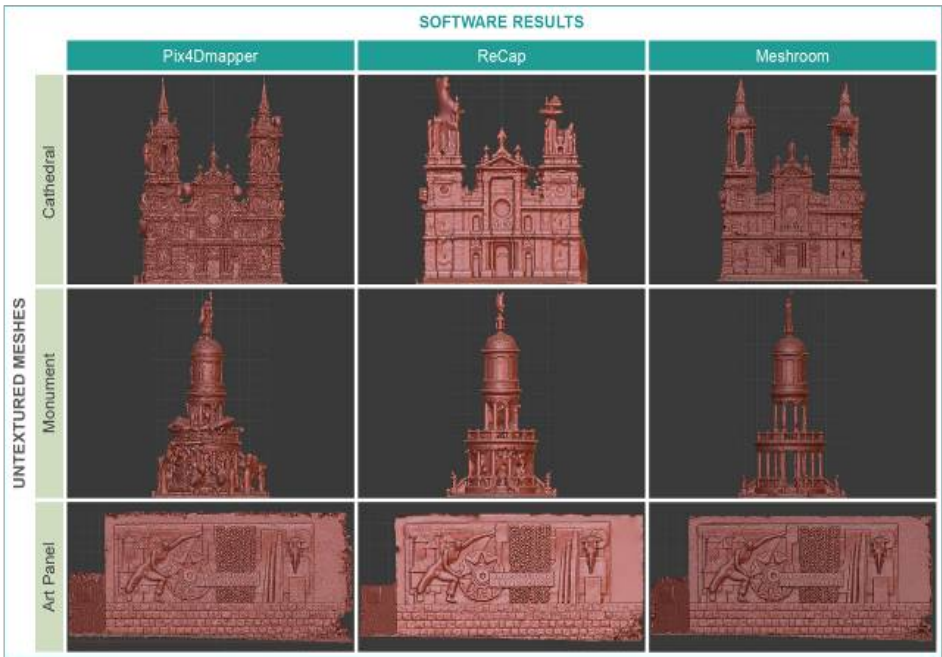 SOFTWARE RESULTS
Pix4Dmapper
ReCap
Meshroom
UNTEXTURED MESHES
Cathedral
Monument
Art Panel